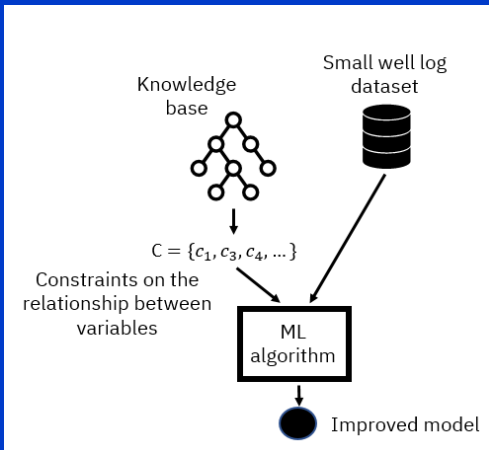 Knowledge
base
Small well log
dataset
C = {c₁, c₃, c₄, ...}
Constraints on the
relationship between
variables
ML
algorithm
Improved model